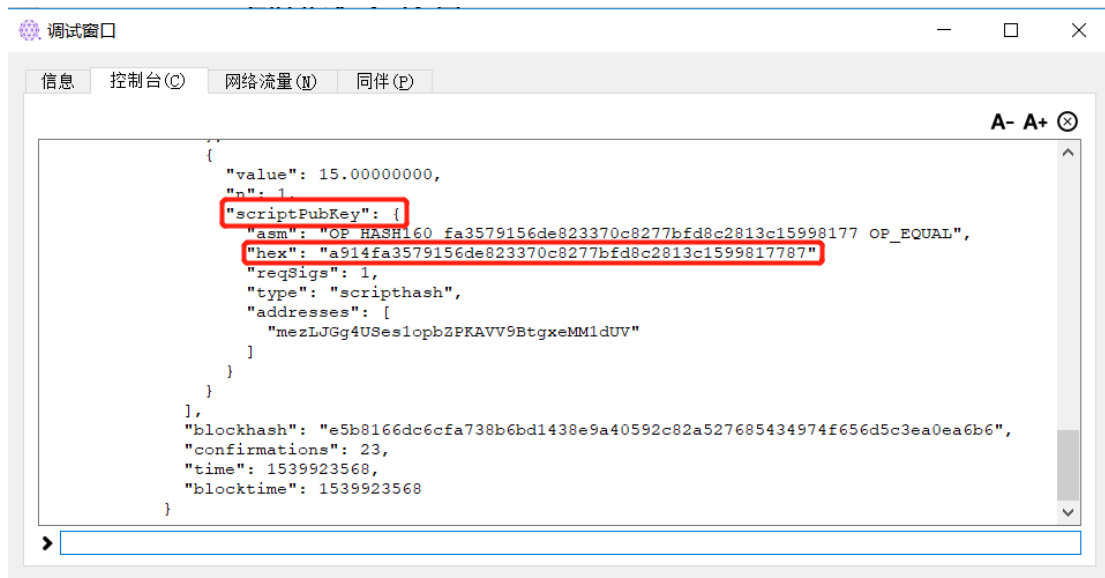 调试窗口
信息 控制台(C) 网络流量(N) 同伴(P)
A- A+
{
"value": 15.00000000,
"n": 1,
"scriptPubKey": {
"asm": "OP_HASH160 fa3579156de823370c8277bfd8c2813c15998177 OP_EQUAL",
"hex": "a914fa3579156de823370c8277bfd8c2813c1599817787"
"reqSigs": 1,
"type": "scripthash",
"addresses": [
"mezLJGg4USes1opbZPKAVV9BtgxeMM1dUV"
]
}
}
],
"blockhash": "e5b8166dc6cfa738b6bd1438e9a40592c82a527685434974f656d5c3ea0ea6b6",
"confirmations": 23,
"time": 1539923568,
"blocktime": 1539923568
}